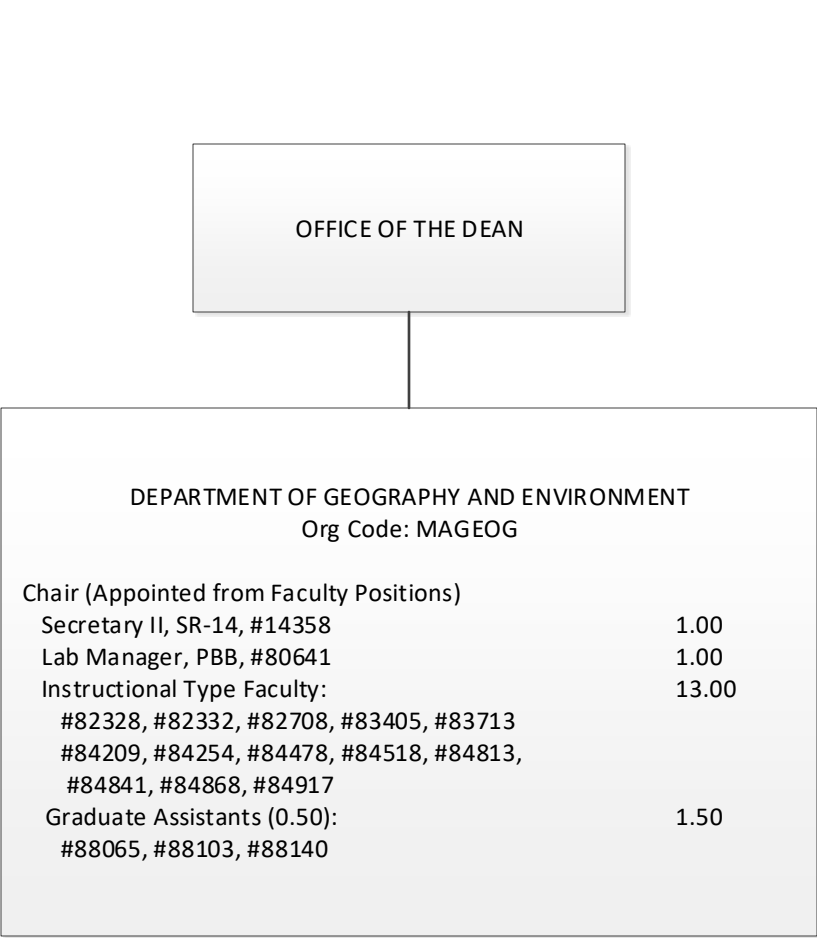 OFFICE OF THE DEAN
DEPARTMENT OF GEOGRAPHY AND ENVIRONMENT
Org Code: MAGEOG
Chair (Appointed from Faculty Positions)
Secretary II, SR-14, #14358 1.00
Lab Manager, PBB, #80641 1.00
Instructional Type Faculty: 13.00
#82328, #82332, #82708, #83405, #83713
#84209, #84254, #84478, #84518, #84813,
#84841, #84868, #84917
Graduate Assistants (0.50): 1.50
#88065, #88103, #88140